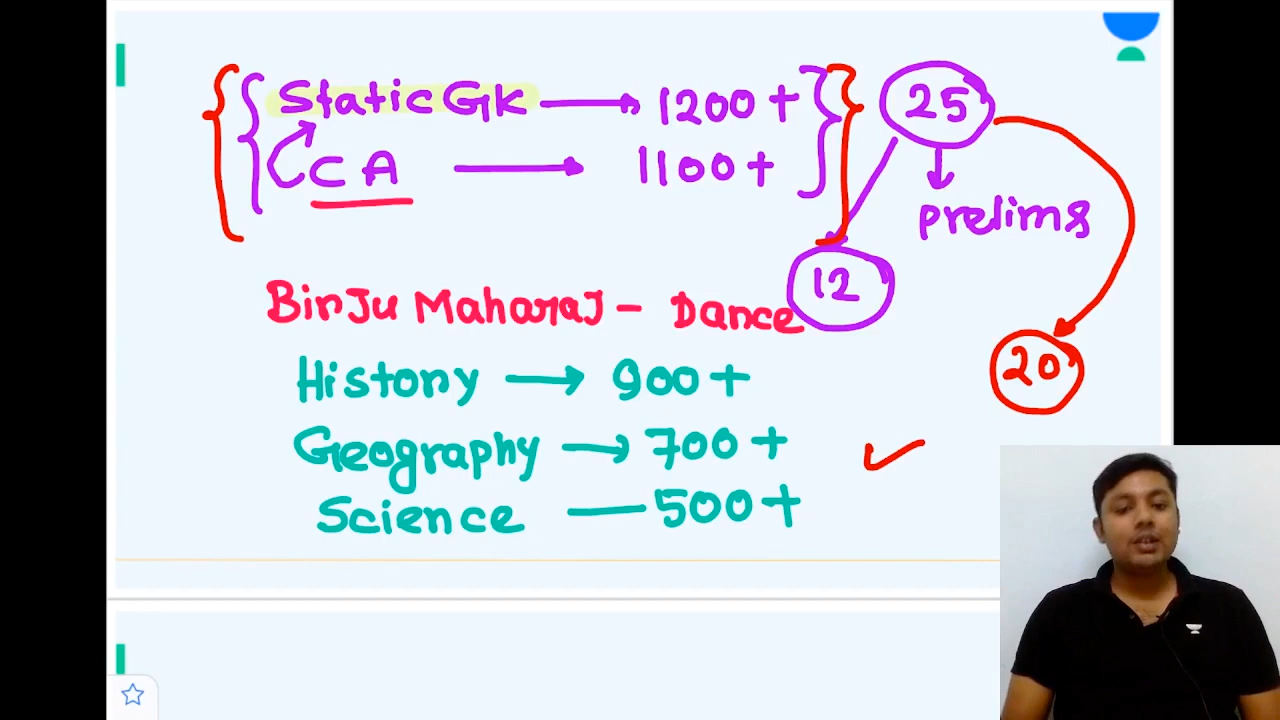 Static GK → 1200+
25
CA → 1100+
prelims
12
BirJu MaharaJ - Dance
History → 900+
20
Geography → 700+
Science — 500+